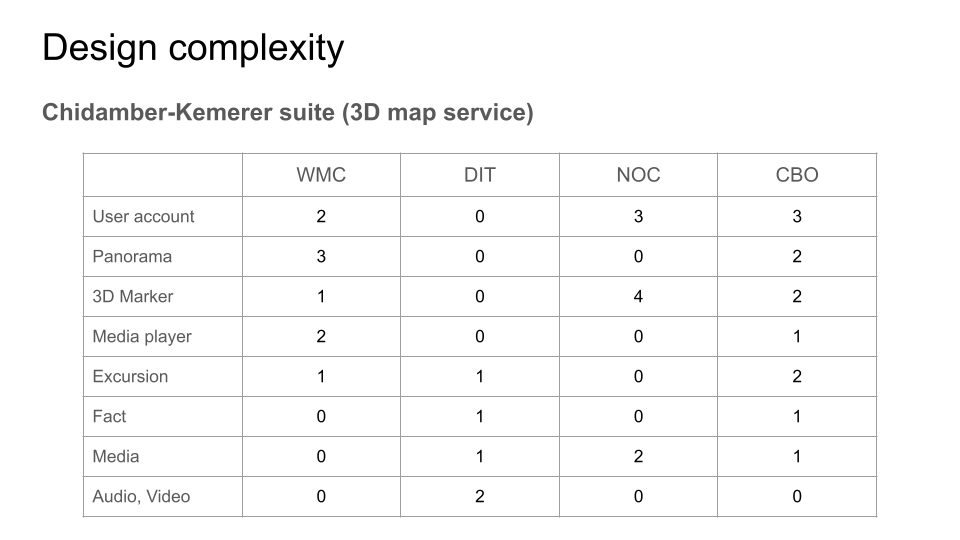 Design complexity
Chidamber-Kemerer suite (3D map service)
WMC DIT NOC CBO
User account 2 0 3 3
Panorama 3 0 0 2
3D Marker 1 0 4 2
Media player 2 0 0 1
Excursion 1 1 0 2
Fact 0 1 0 1
Media 0 1 2 1
Audio, Video 0 2 0 0